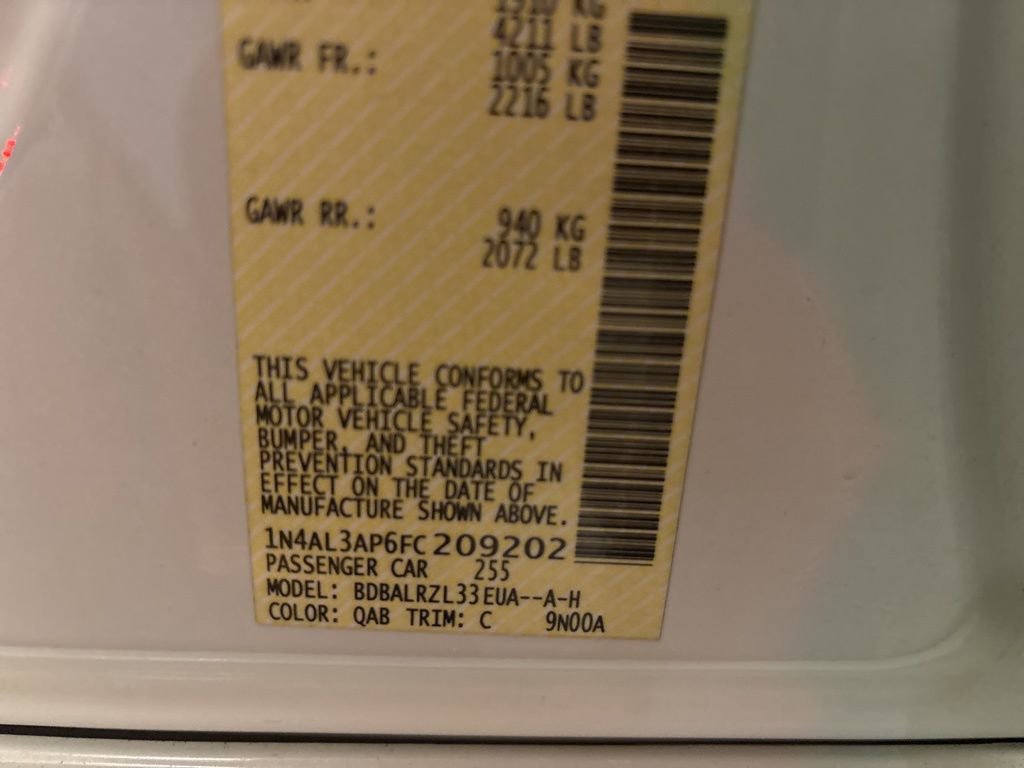 1910 KG
4211 LB
GAWR FR.: 1005 KG
2216 LB
GAWR RR.: 940 KG
2072 LB
THIS VEHICLE CONFORMS TO
ALL APPLICABLE FEDERAL
MOTOR VEHICLE SAFETY,
BUMPER, AND THEFT
PREVENTION STANDARDS IN
EFFECT ON THE DATE OF
MANUFACTURE SHOWN ABOVE.
1N4AL3AP6FC209202
PASSENGER CAR 255
MODEL: BDBALRZL33EUA--A-H
COLOR: QAB TRIM: C 9N00A